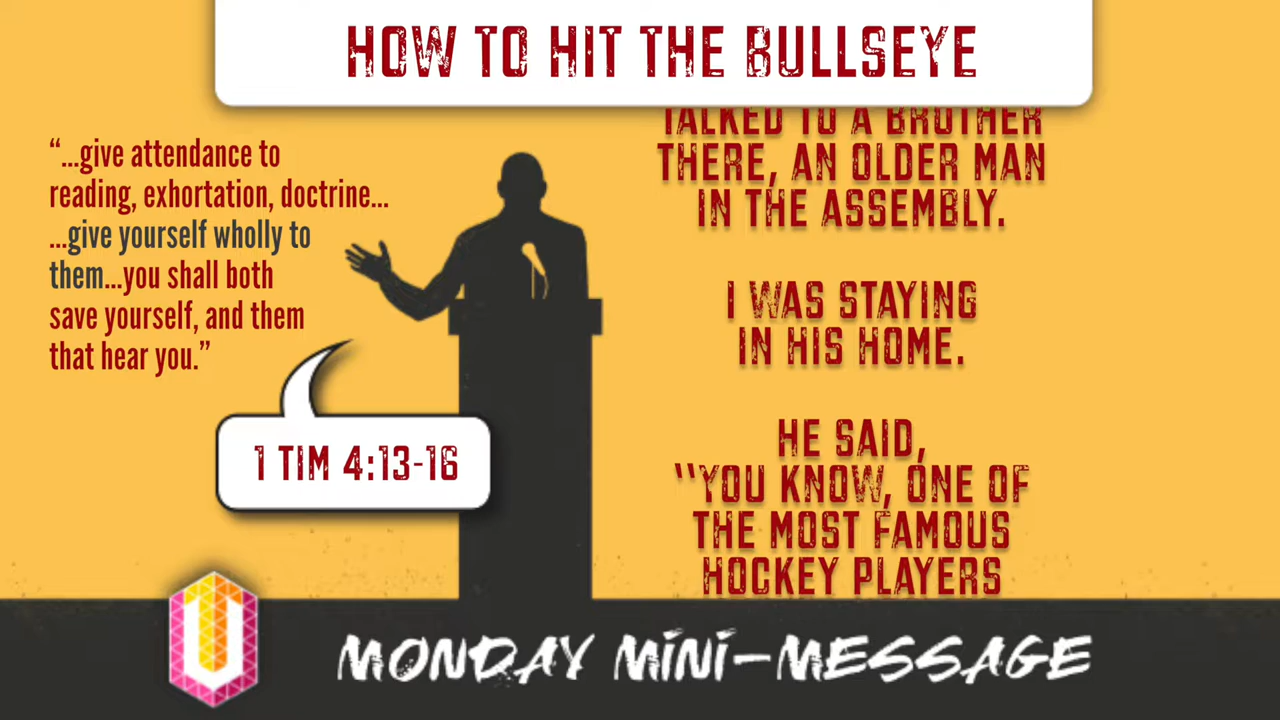 HOW TO HIT THE BULLSEYE
“...give attendance to
reading, exhortation, doctrine...
...give yourself wholly to
them...you shall both
save yourself, and them
that hear you.”
1 TIM 4:13-16
TALKED TO A BROTHER
THERE, AN OLDER MAN
IN THE ASSEMBLY.
I WAS STAYING
IN HIS HOME.
HE SAID,
"YOU KNOW, ONE OF
THE MOST FAMOUS
HOCKEY PLAYERS
U
MONDAY MINI-MESSAGE